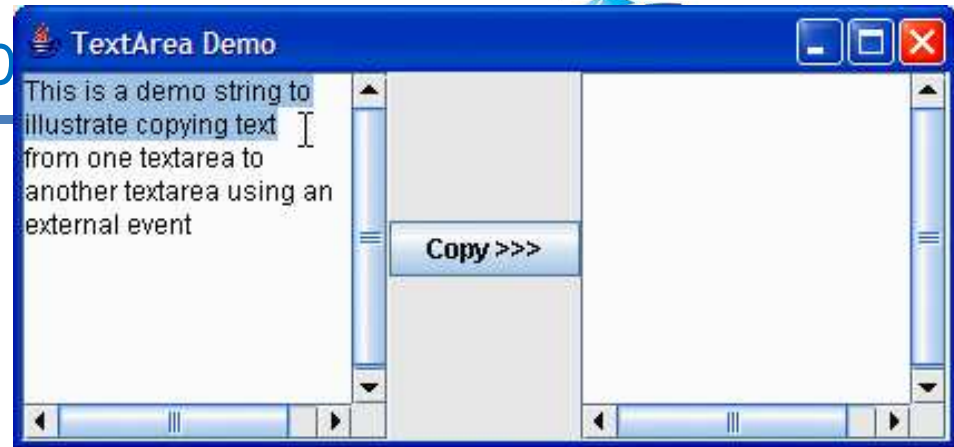 TextArea Demo
This is a demo string to
illustrate copying text
from one textarea to
another textarea using an
external event
Copy >>>